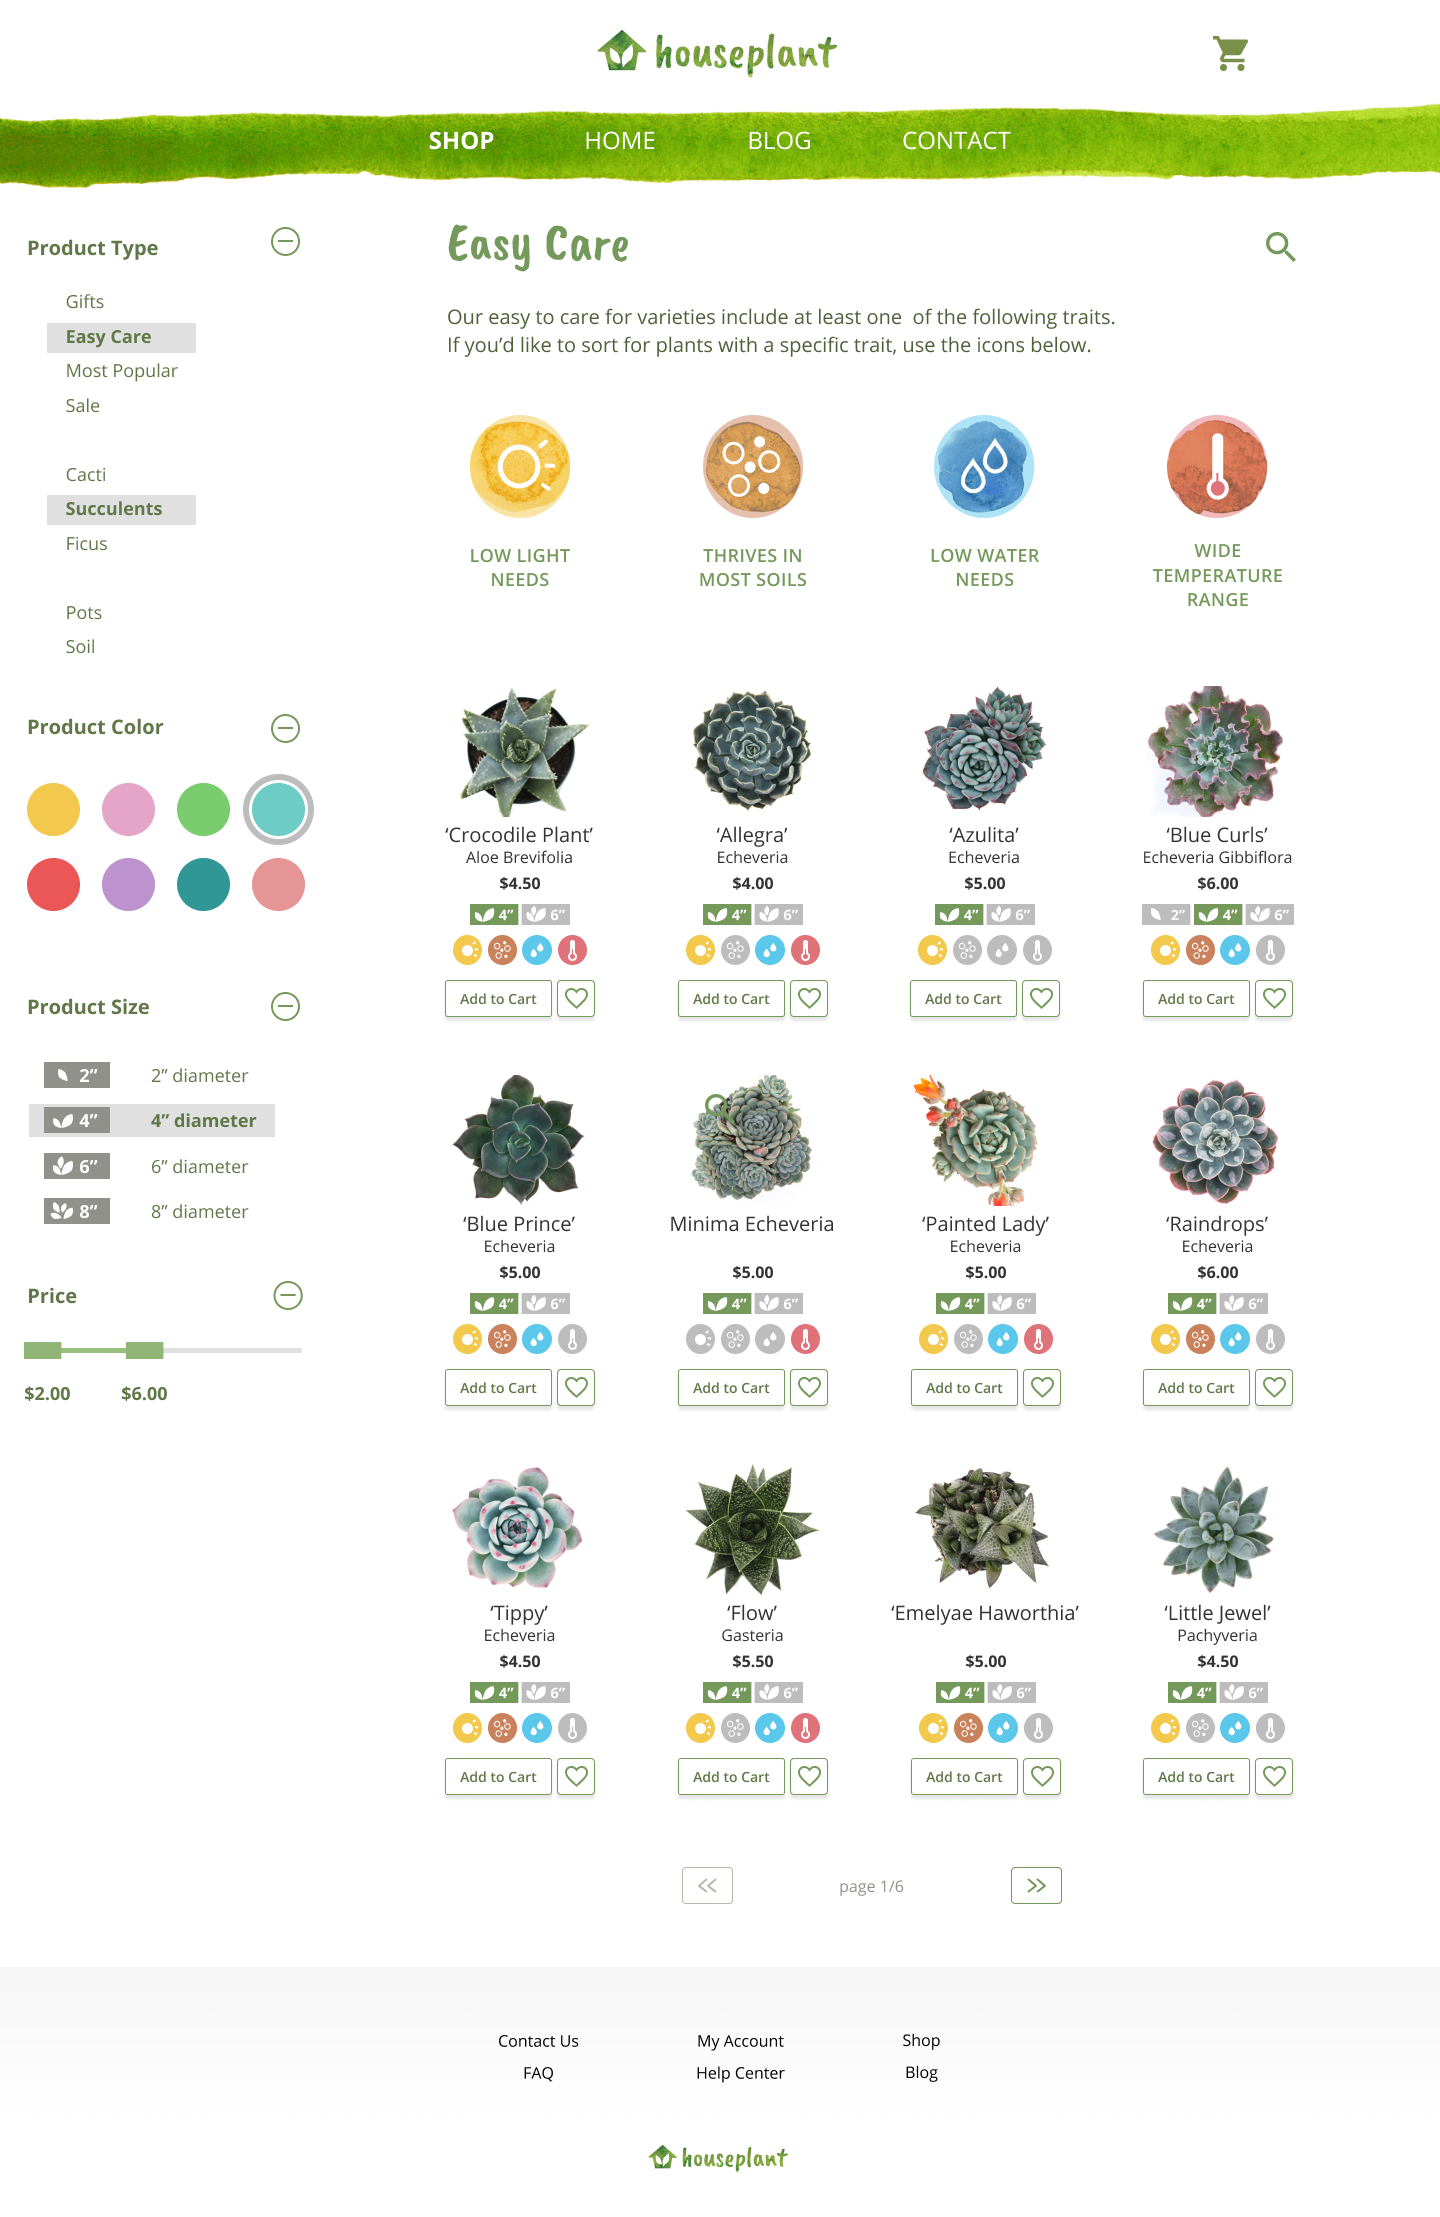 houseplant
SHOP HOME BLOG CONTACT
Product Type
Gifts
Easy Care
Most Popular
Sale
Cacti
Succulents
Ficus
Pots
Soil
Product Color
Product Size
2” 2” diameter
4” 4” diameter
6” 6” diameter
8” 8” diameter
Price
$2.00 $6.00
Easy Care
Our easy to care for varieties include at least one of the following traits.
If you’d like to sort for plants with a specific trait, use the icons below.
LOW LIGHT
NEEDS
THRIVES IN
MOST SOILS
LOW WATER
NEEDS
WIDE
TEMPERATURE
RANGE
‘Crocodile Plant’
Aloe Brevifolia
$4.50
4” 6”
Add to Cart
‘Allegra’
Echeveria
$4.00
4” 6”
Add to Cart
‘Azulita’
Echeveria
$5.00
4” 6”
Add to Cart
‘Blue Curls’
Echeveria Gibbiflora
$6.00
2” 4” 6”
Add to Cart
‘Blue Prince’
Echeveria
$5.00
4” 6”
Add to Cart
Minima Echeveria
$5.00
4” 6”
Add to Cart
‘Painted Lady’
Echeveria
$5.00
4” 6”
Add to Cart
‘Raindrops’
Echeveria
$6.00
4” 6”
Add to Cart
‘Tippy’
Echeveria
$4.50
4” 6”
Add to Cart
‘Flow’
Gasteria
$5.50
4” 6”
Add to Cart
‘Emelyae Haworthia’
$5.00
4” 6”
Add to Cart
‘Little Jewel’
Pachyveria
$4.50
4” 6”
Add to Cart
page 1/6
Contact Us My Account Shop
FAQ Help Center Blog
houseplant